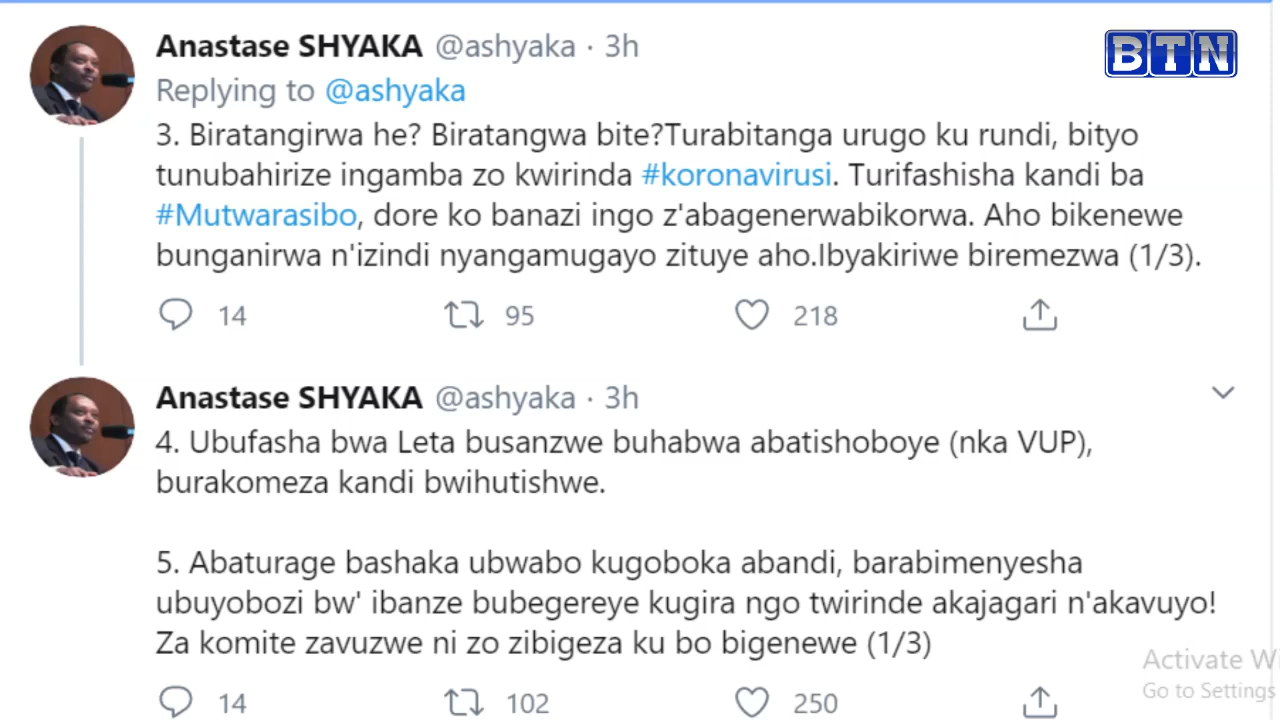 BTN
Anastase SHYAKA @ashyaka · 3h
Replying to @ashyaka
3. Biratangirwa he? Biratangwa bite?Turabitanga urugo ku rundi, bityo
tunubahirize ingamba zo kwirinda #koronavirusi. Turifashisha kandi ba
#Mutwarasibo, dore ko banazi ingo z'abagenerwabikorwa. Aho bikenewe
bunganirwa n'izindi nyangamugayo zituye aho.Ibyakiriwe biremezwa (1/3).
14 95 218
Anastase SHYAKA @ashyaka · 3h
4. Ubufasha bwa Leta busanzwe buhabwa abatishoboye (nka VUP),
burakomeza kandi bwihutishwe.
5. Abaturage bashaka ubwabo kugoboka abandi, barabimenyesha
ubuyobozi bw' ibanze bubegereye kugira ngo twirinde akajagari n'akavuyo!
Za komite zavuzwe ni zo zibigeza ku bo bigenewe (1/3)
Activate Wi
Go to Settings
14 102 250